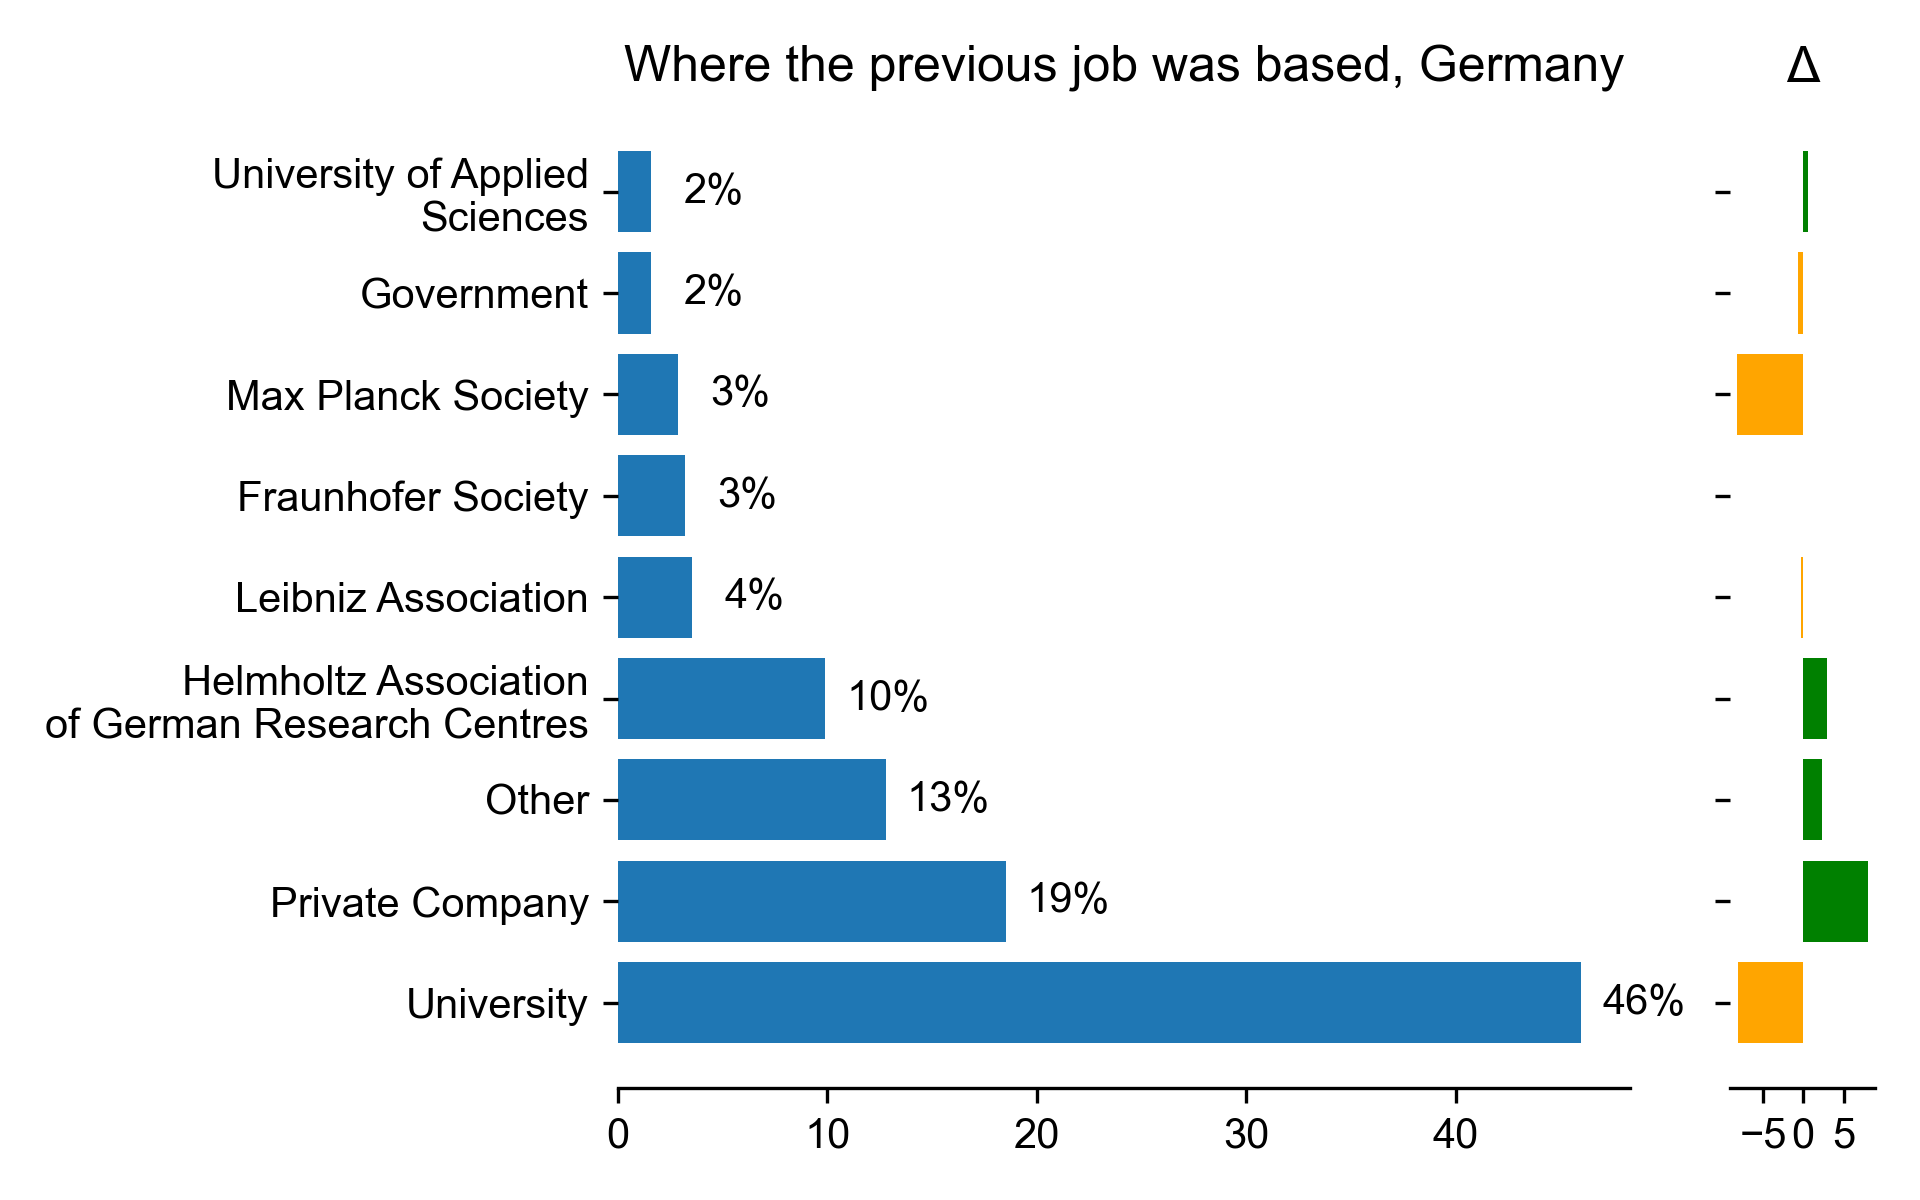 Where the previous job was based, Germany
Δ
University of Applied
Sciences
2%
Government
2%
Max Planck Society
3%
Fraunhofer Society
3%
Leibniz Association
4%
Helmholtz Association
of German Research Centres
10%
Other
13%
Private Company
19%
University
46%
0 10 20 30 40
−5 0 5